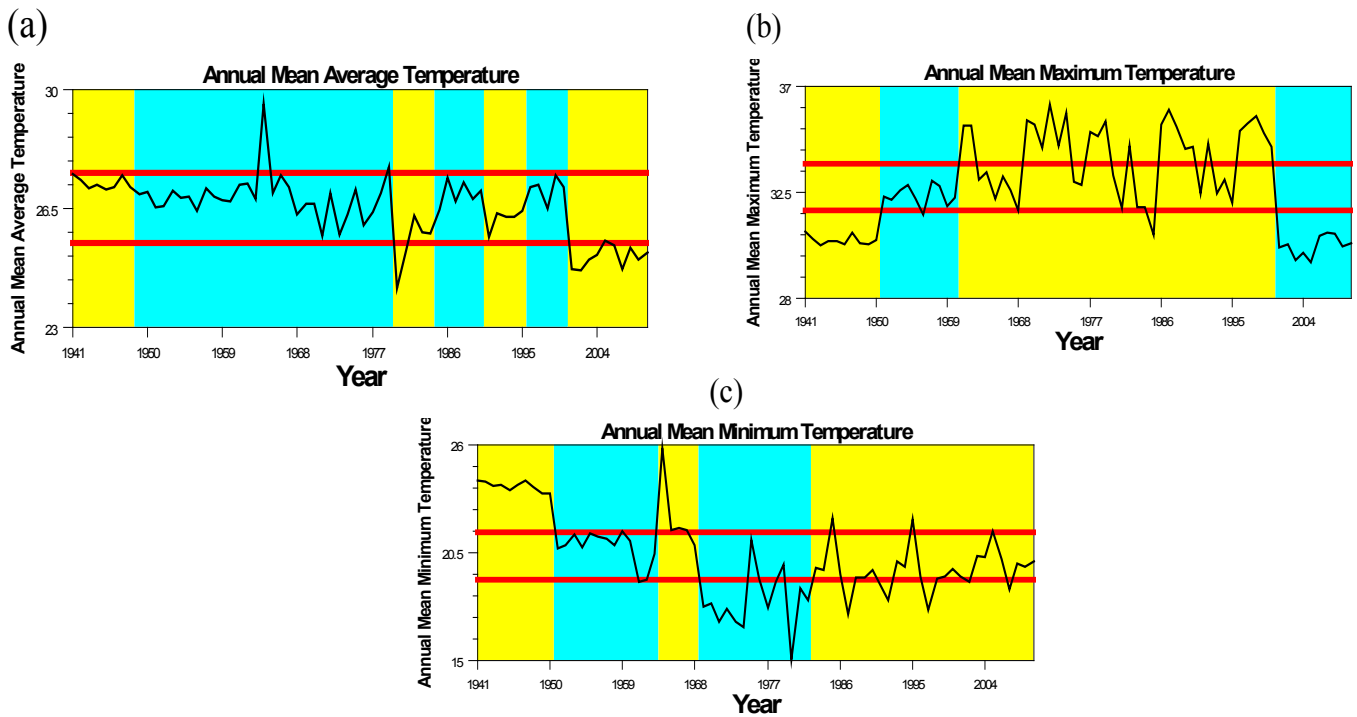 (a)
Annual Mean Average Temperature
Annual Mean Average Temperature
30
26.5
23
1941
1950
1959
1968
1977
1986
1995
2004
Year
(b)
Annual Mean Maximum Temperature
Annual Mean Maximum Temperature
37
32.5
28
1941
1950
1959
1968
1977
1986
1995
2004
Year
(c)
Annual Mean Minimum Temperature
Annual Mean Minimum Temperature
26
20.5
15
1941
1950
1959
1968
1977
1986
1995
2004
Year